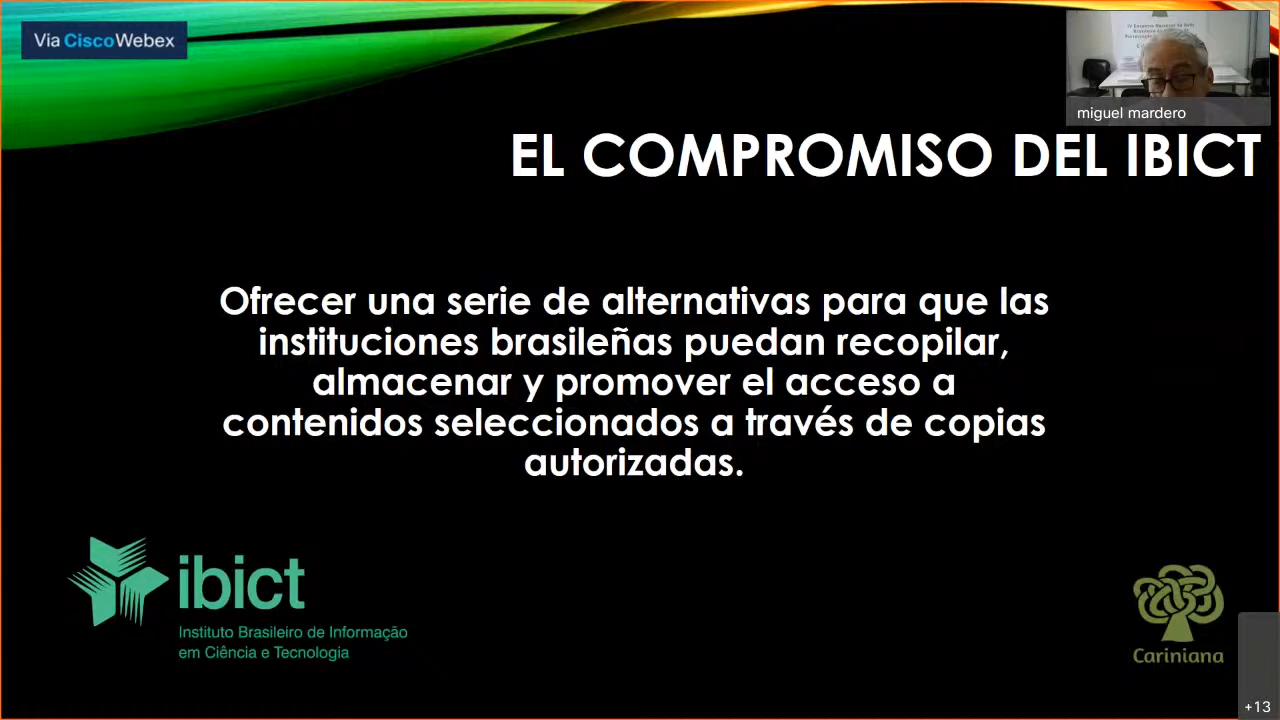 Via CiscoWebex
miguel mardero
EL COMPROMISO DEL IBICT
Ofrecer una serie de alternativas para que las
instituciones brasileñas puedan recopilar,
almacenar y promover el acceso a
contenidos seleccionados a través de copias
autorizadas.
ibict
Instituto Brasileiro de Informação
em Ciência e Tecnologia
Cariniana
+13